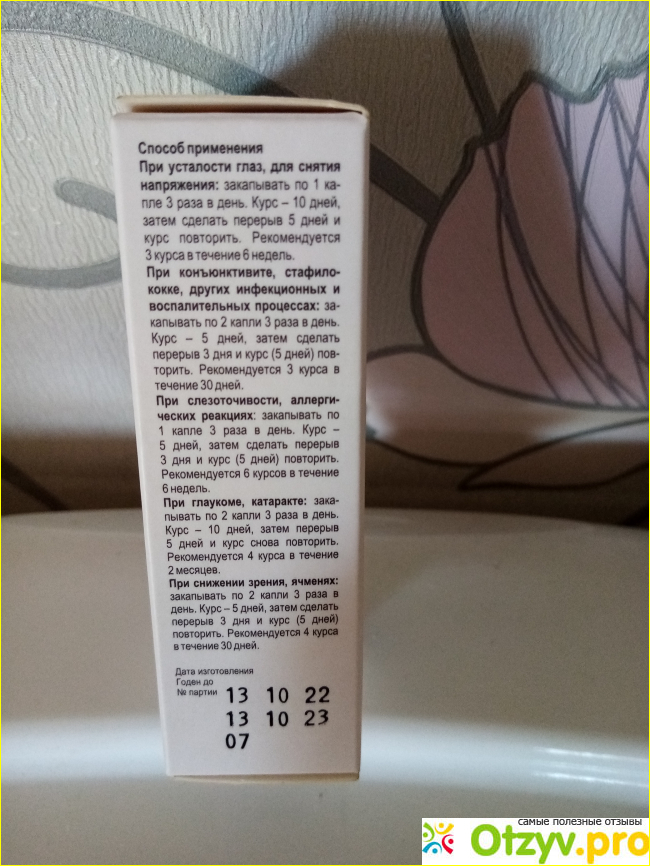 Способ применения
При усталости глаз, для снятия
напряжения: закапывать по 1 ка-
пле 3 раза в день. Курс – 10 дней,
затем сделать перерыв 5 дней и
курс повторить. Рекомендуется
3 курса в течение 6 недель.
При конъюнктивите, стафило-
кокке, других инфекционных и
воспалительных процессах: за-
капывать по 2 капли 3 раза в день.
Курс – 5 дней, затем сделать
перерыв 3 дня и курс (5 дней) пов-
торить. Рекомендуется 3 курса в
течение 30 дней.
При слезоточивости, аллерги-
ческих реакциях: закапывать по
1 капле 3 раза в день. Курс –
5 дней, затем сделать перерыв
3 дня и курс (5 дней) повторить.
Рекомендуется 6 курсов в течение
6 недель.
При глаукоме, катаракте: зака-
пывать по 2 капли 3 раза в день.
Курс – 10 дней, затем перерыв
5 дней и курс снова повторить.
Рекомендуется 4 курса в течение
2 месяцев.
При снижении зрения, ячменях:
закапывать по 2 капли 3 раза в
день. Курс – 5 дней, затем сделать
перерыв 3 дня и курс (5 дней)
повторить. Рекомендуется 4 курса
в течение 30 дней.
Дата изготовления
Годен до
№ партии
13 10 22
13 10 23
07
самые полезные отзывы
Otzyv.pro